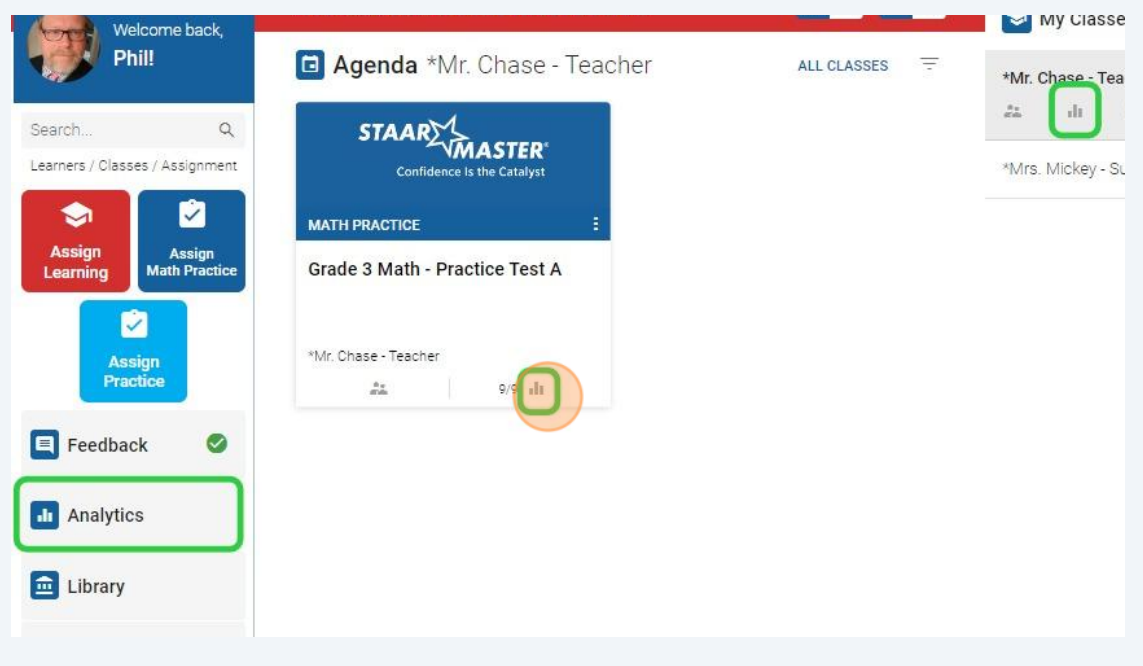 Welcome back,
Phil!
Search...
Learners / Classes / Assignment
Assign
Learning
Assign
Math Practice
Assign
Practice
Feedback
Analytics
Library
Agenda *Mr. Chase - Teacher
ALL CLASSES
STAAR
MASTER®
Confidence Is the Catalyst
MATH PRACTICE
Grade 3 Math - Practice Test A
*Mr. Chase - Teacher
9/9
My Classe
*Mr. Chase - Tea
*Mrs. Mickey - Su